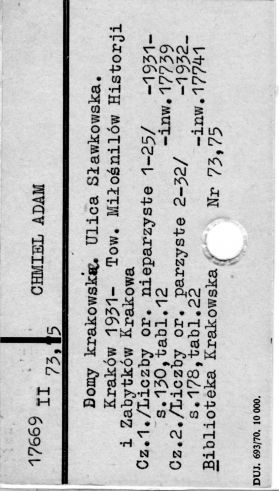 17669 II 73,75 CHMIEL ADAM
Domy krakowskie. Ulica Sławkowska.
Kraków 1931- Tow. Miłośnilów Historji
i Zabytków Krakowa
Cz.1./Liczby or. nieparzyste 1-25/ -1931-
s.130,tabl.12 -inw.17739
Cz.2./Liczby or. parzyste 2-32/ -1932-
s.178,tabl.22 -inw.17741
Biblioteka Krakowska Nr 73,75
DUJ. 693/70. 10 000.